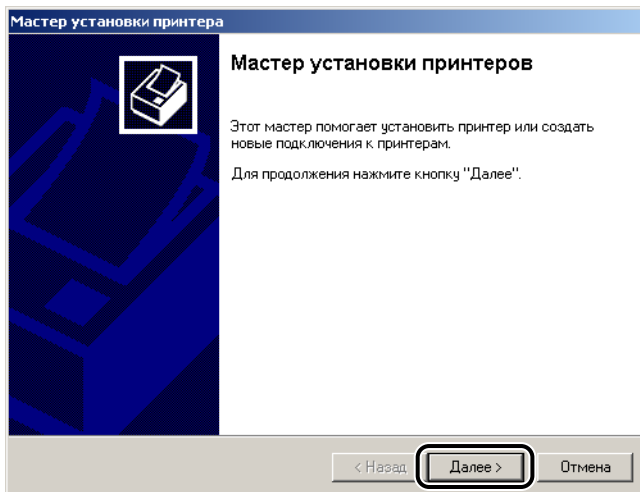 Мастер установки принтера
Мастер установки принтеров
Этот мастер помогает установить принтер или создать
новые подключения к принтерам.
Для продолжения нажмите кнопку "Далее".
< Назад Далее > Отмена